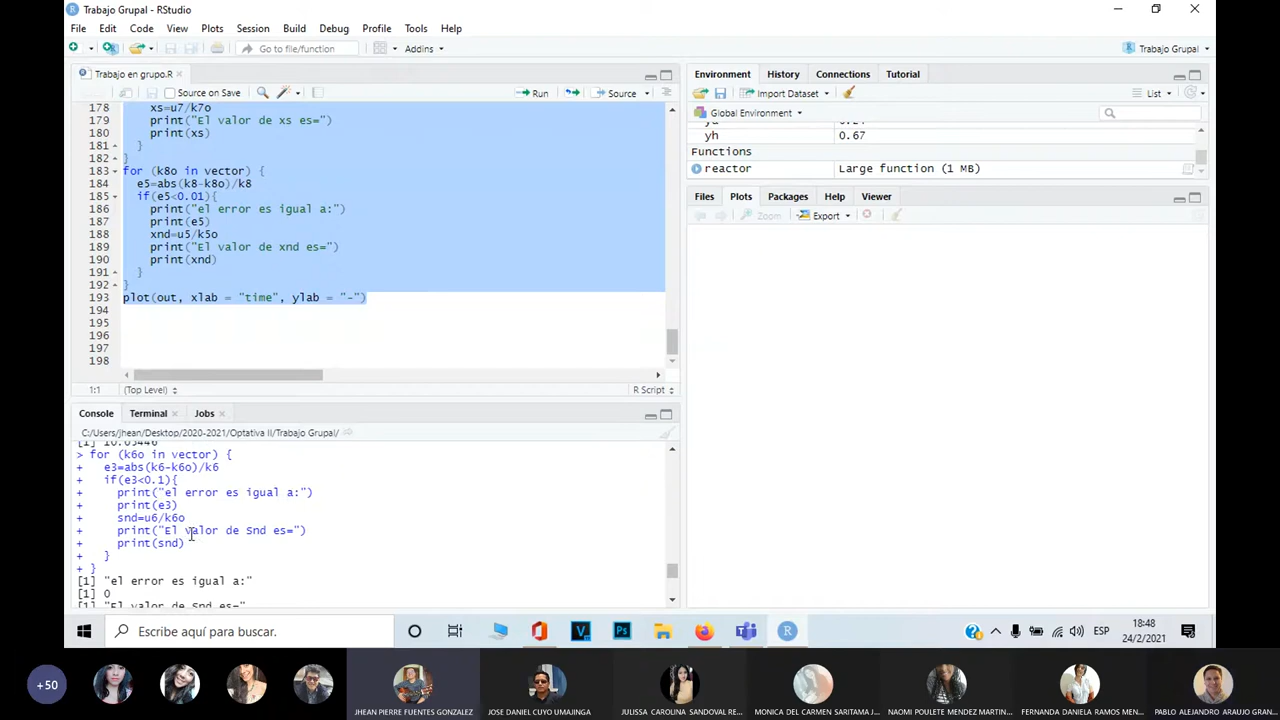 Trabajo Grupal - RStudio
File Edit Code View Plots Session Build Debug Profile Tools Help
Go to file/function Addins Trabajo Grupal
Trabajo en grupo.R
Source on Save Run Source
178 xs=u7/k7o
179 print("El valor de xs es=")
180 print(xs)
181 }
182 }
183 for (k8o in vector) {
184 e5=abs(k8-k8o)/k8
185 if(e5<0.01){
186 print("el error es igual a:")
187 print(e5)
188 xnd=u5/k5o
189 print("El valor de xnd es=")
190 print(xnd)
191 }
192 }
193 plot(out, xlab = "time", ylab = "-")
194
195
196
197
198
1:1 (Top Level) R Script
Console Terminal Jobs
C:/Users/jhean/Desktop/2020-2021/Optativa II/Trabajo Grupal/
[1] 10.05446
> for (k6o in vector) {
+ e3=abs(k6-k6o)/k6
+ if(e3<0.1){
+ print("el error es igual a:")
+ print(e3)
+ snd=u6/k6o
+ print("El valor de Snd es=")
+ print(snd)
+ }
+ }
[1] "el error es igual a:"
[1] 0
[1] "El valor de Snd es="
Environment History Connections Tutorial
Import Dataset List
Global Environment
yh 0.67
Functions
reactor Large function (1 MB)
Files Plots Packages Help Viewer
Zoom Export
Escribe aquí para buscar.
ESP
18:48
24/2/2021
+50
JHEAN PIERRE FUENTES GONZALEZ
JOSE DANIEL CUYO UMAJINGA
JULISSA CAROLINA SANDOVAL RE...
MONICA DEL CARMEN SARITAMA J...
NAOMI POULETE MENDEZ MARTIN...
FERNANDA DANIELA RAMOS MEN...
PABLO ALEJANDRO ARAUJO GRAN...